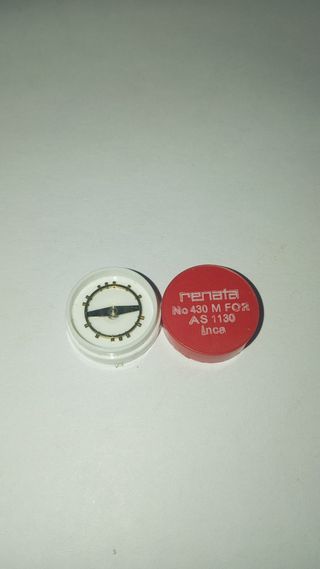 renata
No 430 M FOR
AS 1130
inca